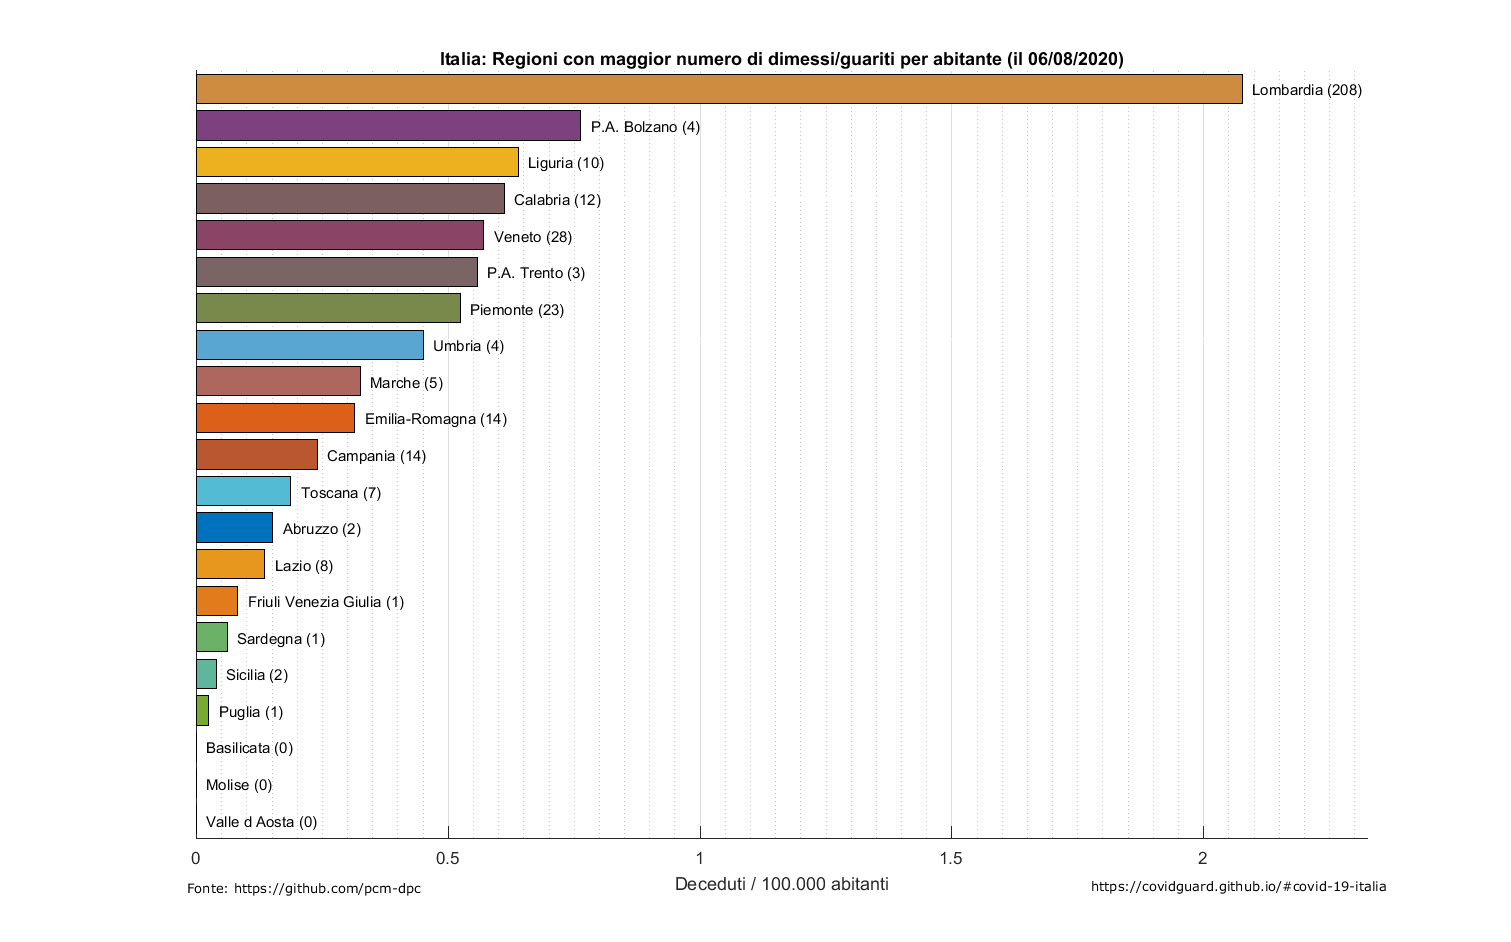 Italia: Regioni con maggior numero di dimessi/guariti per abitante (il 06/08/2020)
Lombardia (208)
P.A. Bolzano (4)
Liguria (10)
Calabria (12)
Veneto (28)
P.A. Trento (3)
Piemonte (23)
Umbria (4)
Marche (5)
Emilia-Romagna (14)
Campania (14)
Toscana (7)
Abruzzo (2)
Lazio (8)
Friuli Venezia Giulia (1)
Sardegna (1)
Sicilia (2)
Puglia (1)
Basilicata (0)
Molise (0)
Valle d Aosta (0)
0 0.5 1 1.5 2
Deceduti / 100.000 abitanti
Fonte: https://github.com/pcm-dpc
https://covidguard.github.io/#covid-19-italia